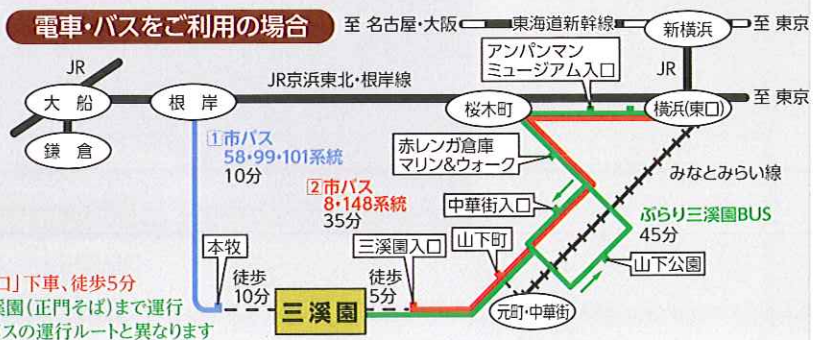 電車・バスをご利用の場合
至 名古屋・大阪
東海道新幹線
新横浜
至 東京
アンパンマン
ミュージアム入口
JR
JR
JR京浜東北・根岸線
大船
根岸
桜木町
横浜(東口)
至 東京
鎌倉
1市バス
58・99・101系統
10分
赤レンガ倉庫
マリン&ウォーク
みなとみらい線
2市バス
8・148系統
35分
中華街入口
ぶらり三溪園BUS
45分
本牧
三溪園入口
山下町
山下公園
口」下車、徒歩5分
徒歩
10分
三溪園
徒歩
5分
元町・中華街
溪園(正門そば)まで運行
スの運行ルートと異なります